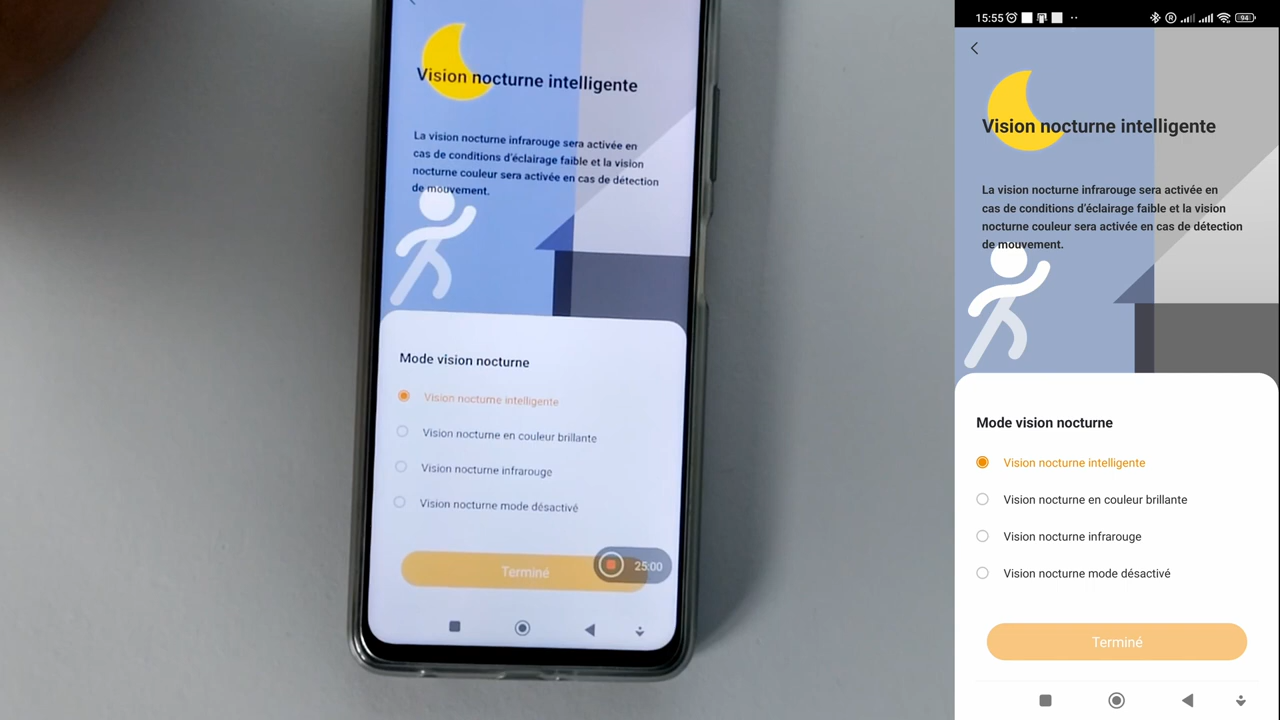 Vision nocturne intelligente
La vision nocturne infrarouge sera activée en
cas de conditions d'éclairage faible et la vision
nocturne couleur sera activée en cas de détection
de mouvement.
Mode vision nocturne
Vision nocturne intelligente
Vision nocturne en couleur brillante
Vision nocturne infrarouge
Vision nocturne mode désactivé
Terminé
25:00
15:55
94
Vision nocturne intelligente
La vision nocturne infrarouge sera activée en
cas de conditions d'éclairage faible et la vision
nocturne couleur sera activée en cas de détection
de mouvement.
Mode vision nocturne
Vision nocturne intelligente
Vision nocturne en couleur brillante
Vision nocturne infrarouge
Vision nocturne mode désactivé
Terminé